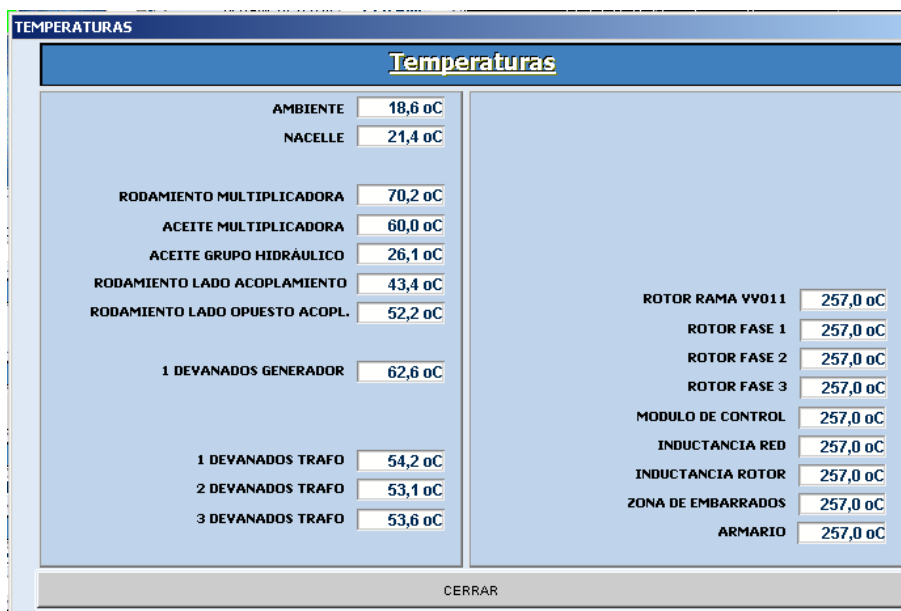 TEMPERATURAS
Temperaturas
AMBIENTE 18,6 oC
NACELLE 21,4 oC
RODAMIENTO MULTIPLICADORA 70,2 oC
ACEITE MULTIPLICADORA 60,0 oC
ACEITE GRUPO HIDRÁULICO 26,1 oC
RODAMIENTO LADO ACOPLAMIENTO 43,4 oC
RODAMIENTO LADO OPUESTO ACOPL. 52,2 oC
1 DEVANADOS GENERADOR 62,6 oC
1 DEVANADOS TRAFO 54,2 oC
2 DEVANADOS TRAFO 53,1 oC
3 DEVANADOS TRAFO 53,6 oC
ROTOR RAMA VV011 257,0 oC
ROTOR FASE 1 257,0 oC
ROTOR FASE 2 257,0 oC
ROTOR FASE 3 257,0 oC
MODULO DE CONTROL 257,0 oC
INDUCTANCIA RED 257,0 oC
INDUCTANCIA ROTOR 257,0 oC
ZONA DE EMBARRADOS 257,0 oC
ARMARIO 257,0 oC
CERRAR